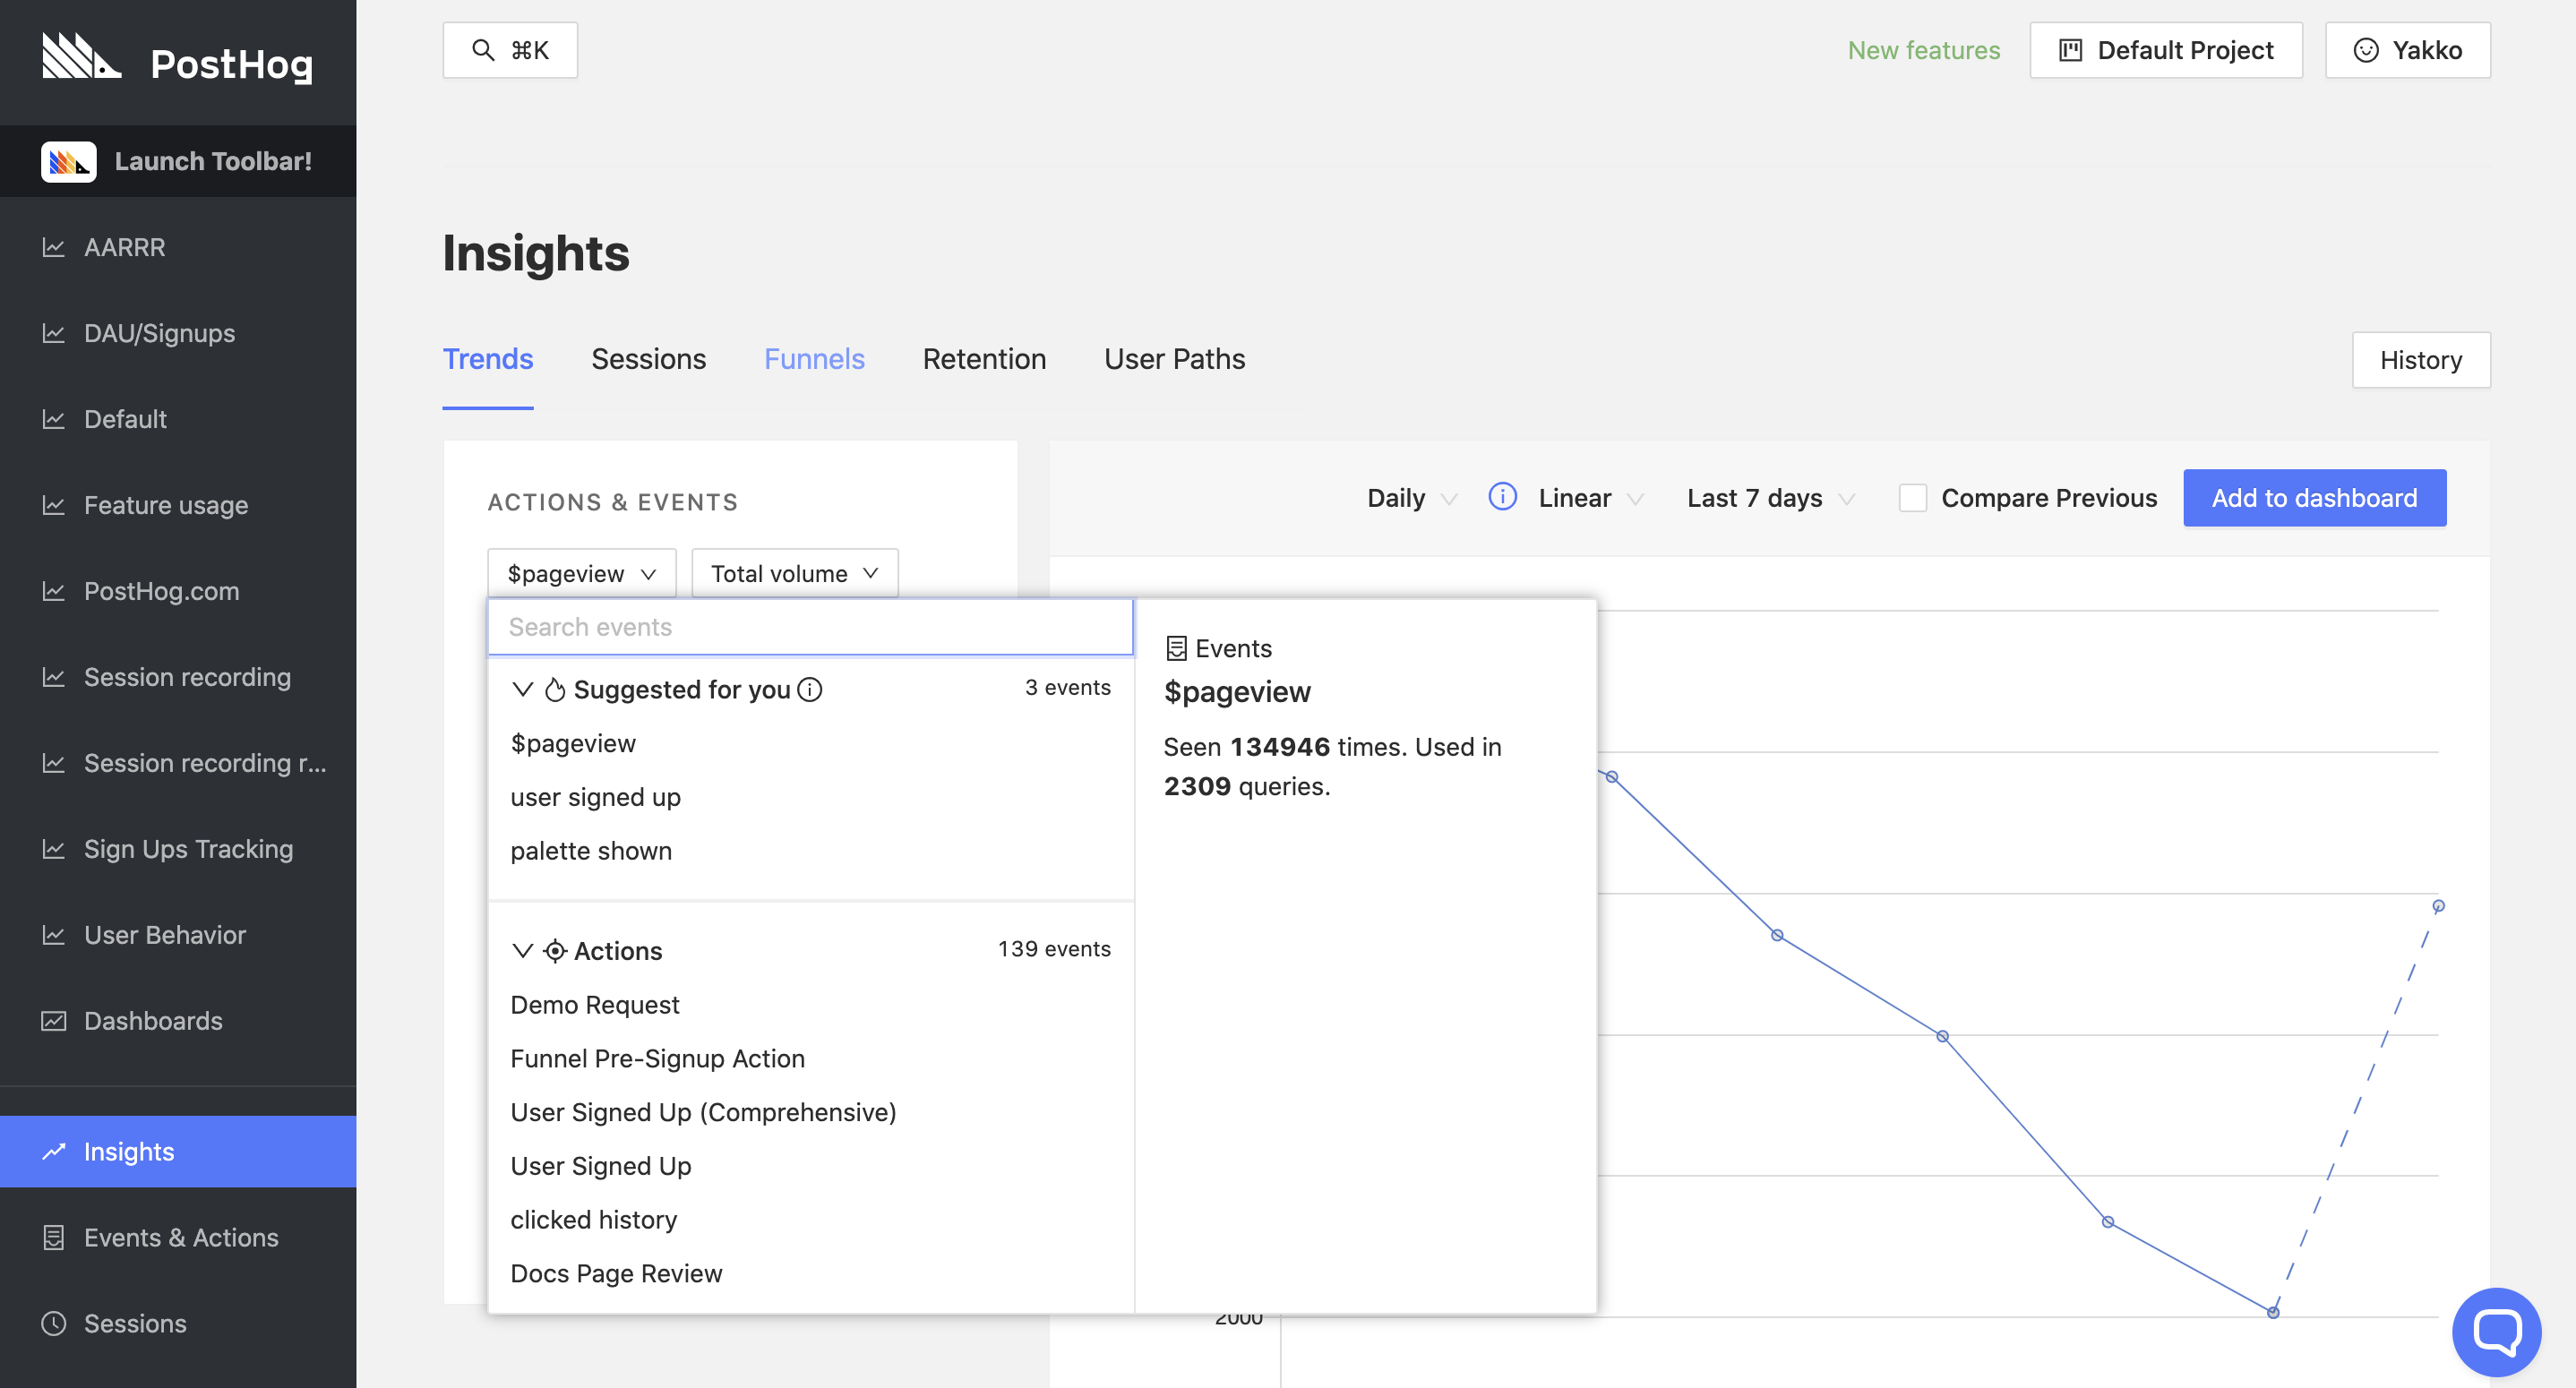 PostHog
Launch Toolbar!
AARRR
DAU/Signups
Default
Feature usage
PostHog.com
Session recording
Session recording r...
Sign Ups Tracking
User Behavior
Dashboards
Insights
Events & Actions
Sessions
⌘K
New features
Default Project
Yakko
Insights
Trends
Sessions
Funnels
Retention
User Paths
History
ACTIONS & EVENTS
$pageview
Total volume
Daily
Linear
Last 7 days
Compare Previous
Add to dashboard
Search events
Suggested for you
3 events
$pageview
user signed up
palette shown
Actions
139 events
Demo Request
Funnel Pre-Signup Action
User Signed Up (Comprehensive)
User Signed Up
clicked history
Docs Page Review
Events
$pageview
Seen 134946 times. Used in
2309 queries.
2000